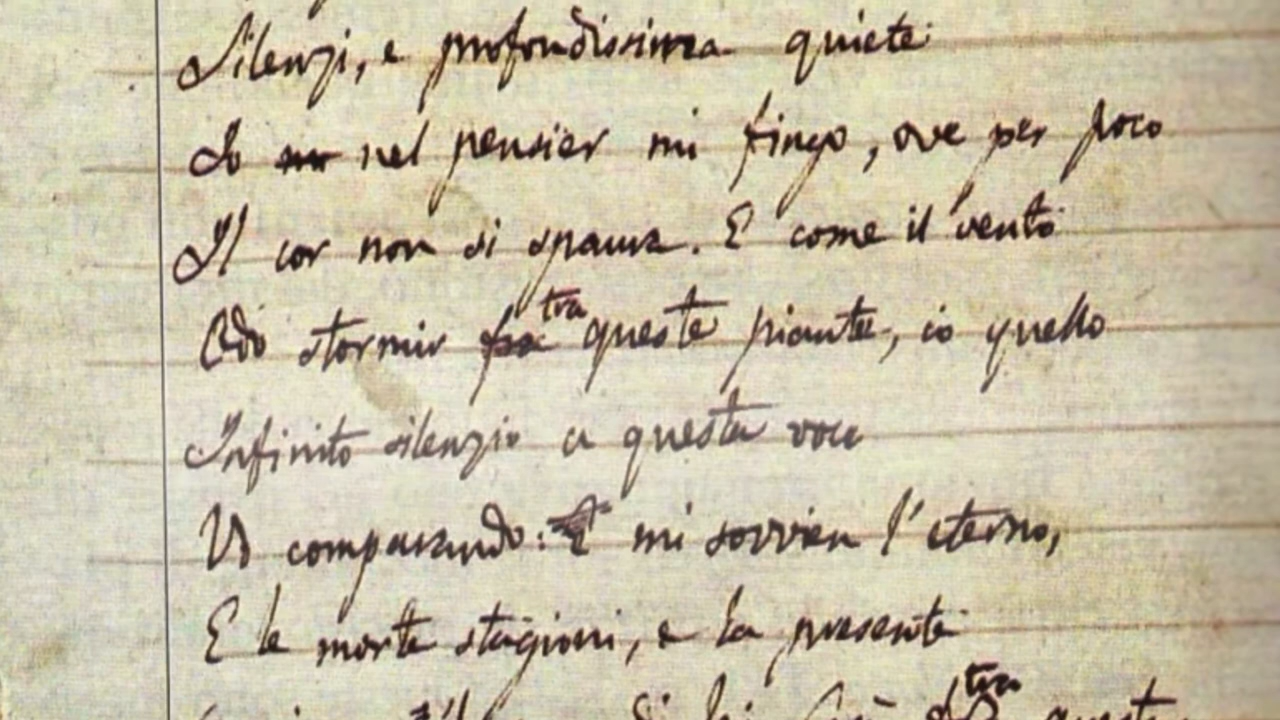 Silenzi, e profondissima quiete
Io nel pensier mi fingo, ove per poco
Il cor non si spaura. E come il vento
Odo stormir fra tra queste piante, io quello
Infinito silenzio a questa voce
Vo comparando: E mi sovvien l'eterno,
E le morte stagioni, e la presente
tra